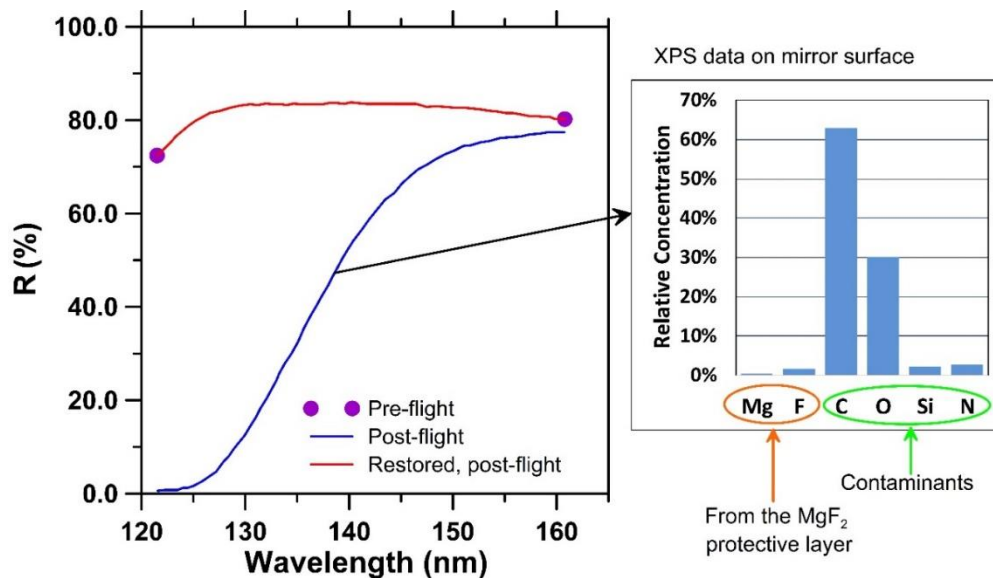 100.0
80.0
60.0
40.0
20.0
0.0
R (%)
120 130 140 150 160
Wavelength (nm)
Pre-flight
Post-flight
Restored, post-flight
XPS data on mirror surface
70%
60%
50%
40%
30%
20%
10%
0%
Relative Concentration
Mg F C O Si N
Contaminants
From the MgF₂
protective layer